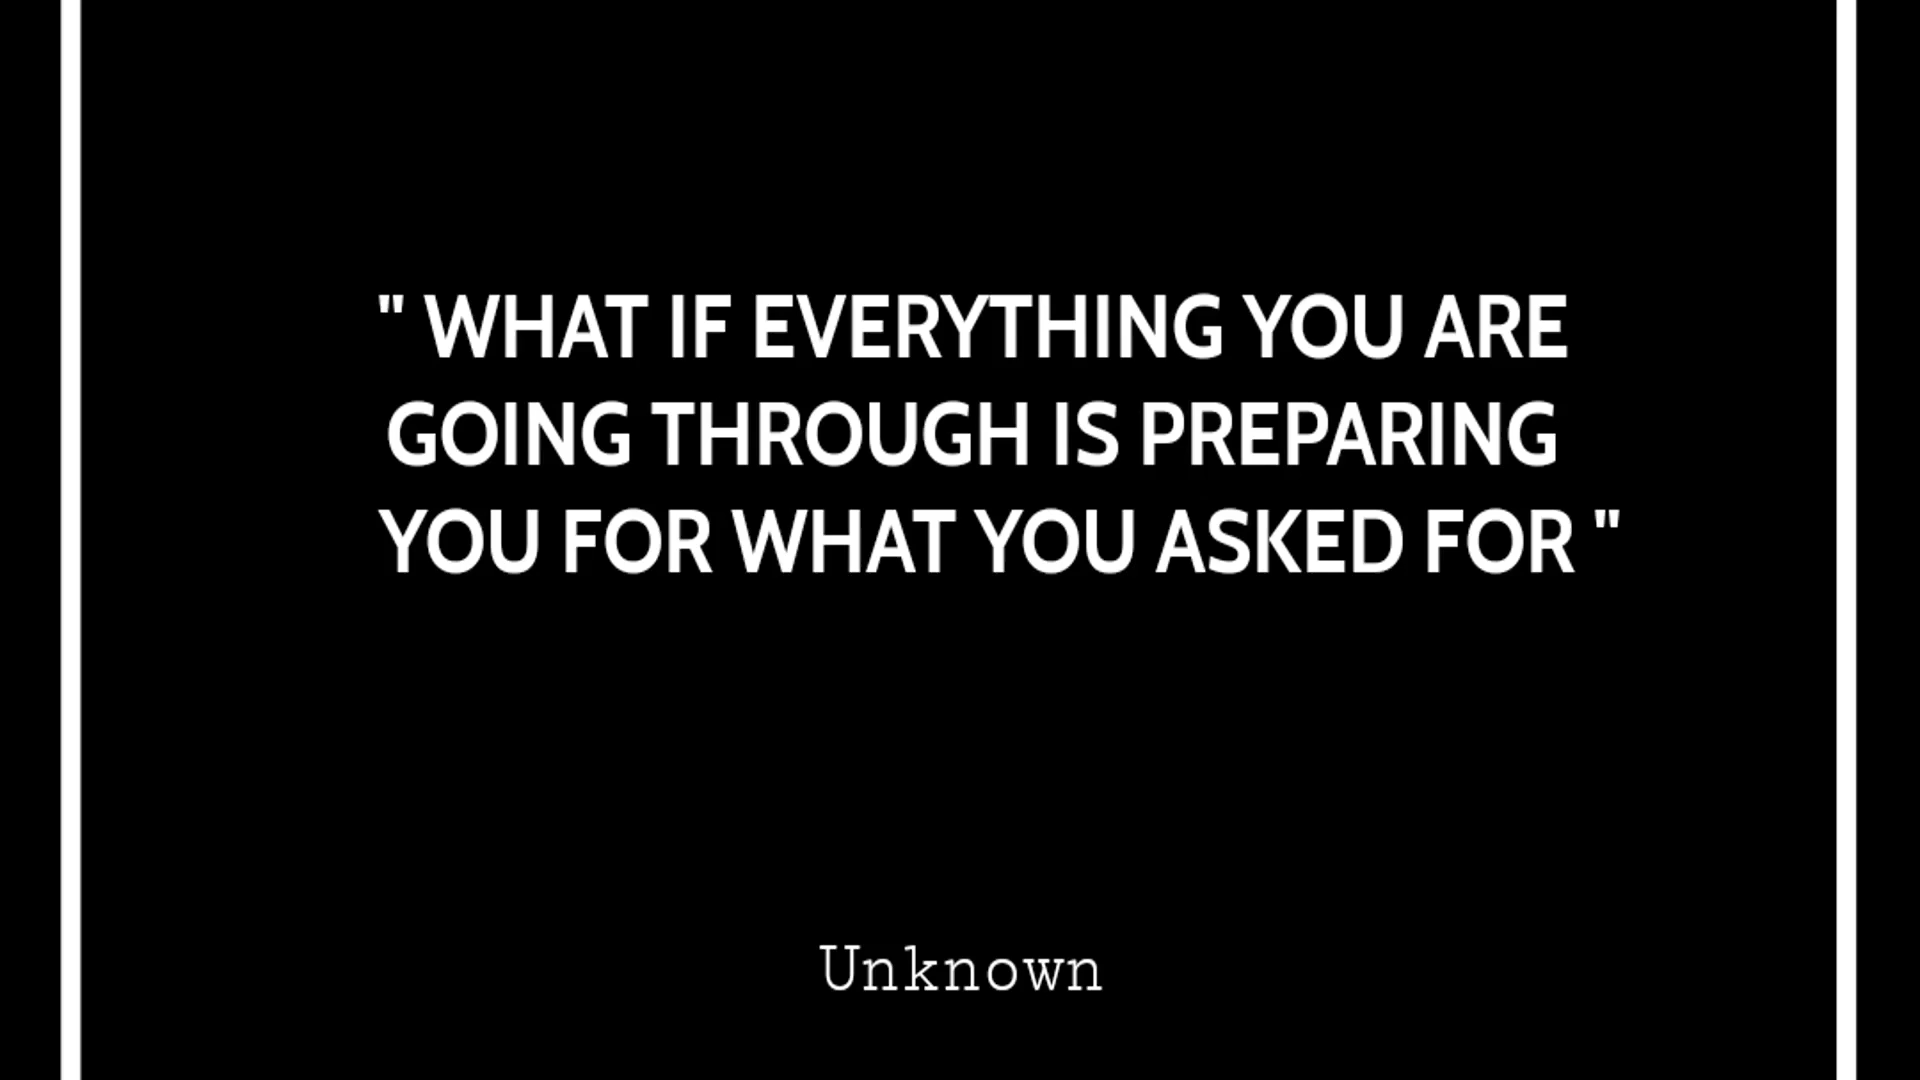 " WHAT IF EVERYTHING YOU ARE
GOING THROUGH IS PREPARING
YOU FOR WHAT YOU ASKED FOR "
Unknown